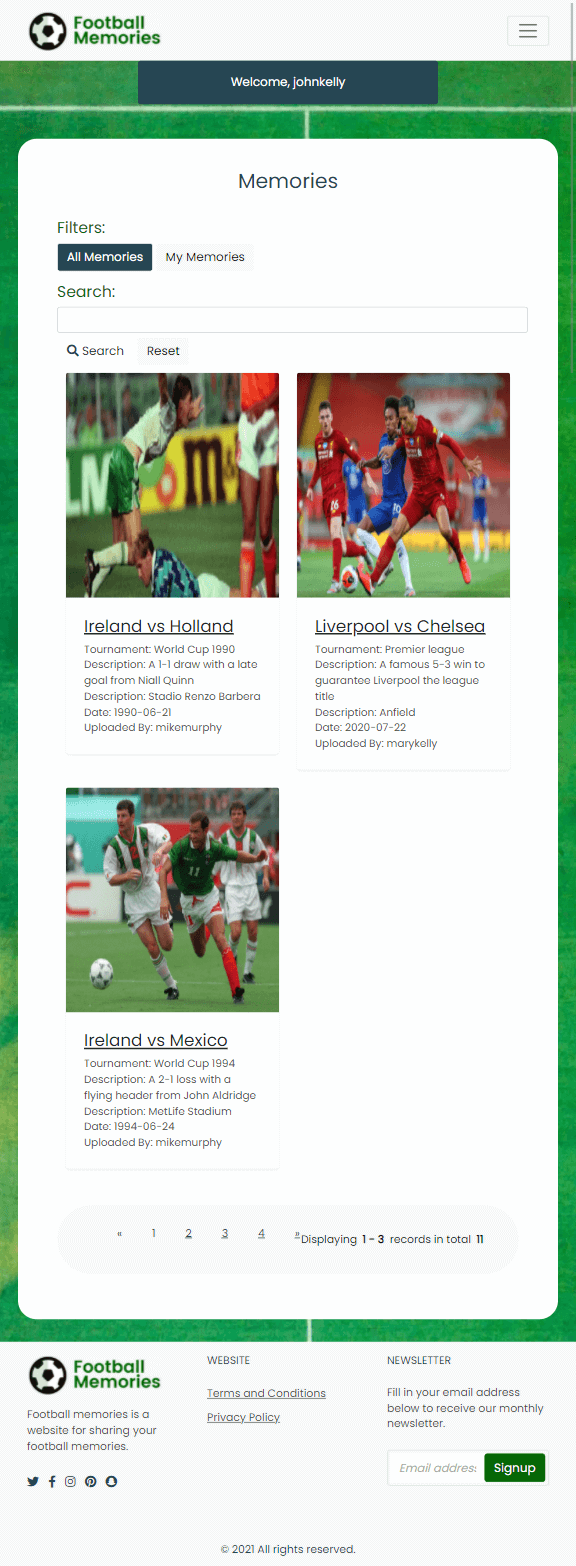 Football
Memories
Welcome, johnkelly
Memories
Filters:
All Memories My Memories
Search:
Search Reset
Ireland vs Holland
Tournament: World Cup 1990
Description: A 1-1 draw with a late
goal from Niall Quinn
Description: Stadio Renzo Barbera
Date: 1990-06-21
Uploaded By: mikemurphy
Liverpool vs Chelsea
Tournament: Premier league
Description: A famous 5-3 win to
guarantee Liverpool the league
title
Description: Anfield
Date: 2020-07-22
Uploaded By: marykelly
Ireland vs Mexico
Tournament: World Cup 1994
Description: A 2-1 loss with a
flying header from John Aldridge
Description: MetLife Stadium
Date: 1994-06-24
Uploaded By: mikemurphy
« 1 2 3 4 » Displaying 1 - 3 records in total 11
Football
Memories
Football memories is a
website for sharing your
football memories.
WEBSITE
Terms and Conditions
Privacy Policy
NEWSLETTER
Fill in your email address
below to receive our monthly
newsletter.
Email address Signup
© 2021 All rights reserved.